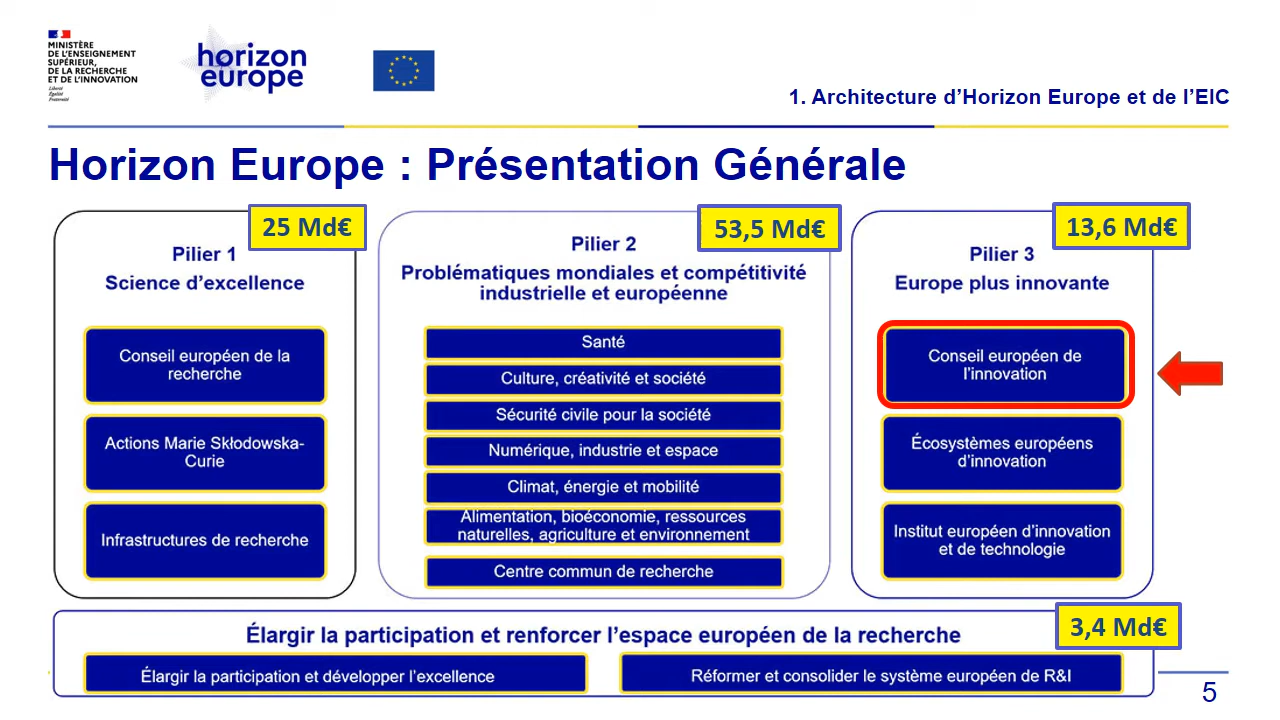 MINISTÈRE
DE L'ENSEIGNEMENT
SUPÉRIEUR,
DE LA RECHERCHE
ET DE L'INNOVATION
Liberté
Égalité
Fraternité
horizon
europe
1. Architecture d'Horizon Europe et de l'EIC
Horizon Europe : Présentation Générale
25 Md€
Pilier 1
Science d'excellence
Conseil européen de la
recherche
Actions Marie Skłodowska-
Curie
Infrastructures de recherche
53,5 Md€
Pilier 2
Problématiques mondiales et compétitivité
industrielle et européenne
Santé
Culture, créativité et société
Sécurité civile pour la société
Numérique, industrie et espace
Climat, énergie et mobilité
Alimentation, bioéconomie, ressources
naturelles, agriculture et environnement
Centre commun de recherche
13,6 Md€
Pilier 3
Europe plus innovante
Conseil européen de
l'innovation
Écosystèmes européens
d'innovation
Institut européen d'innovation
et de technologie
3,4 Md€
Élargir la participation et renforcer l'espace européen de la recherche
Élargir la participation et développer l'excellence
Réformer et consolider le système européen de R&I
5